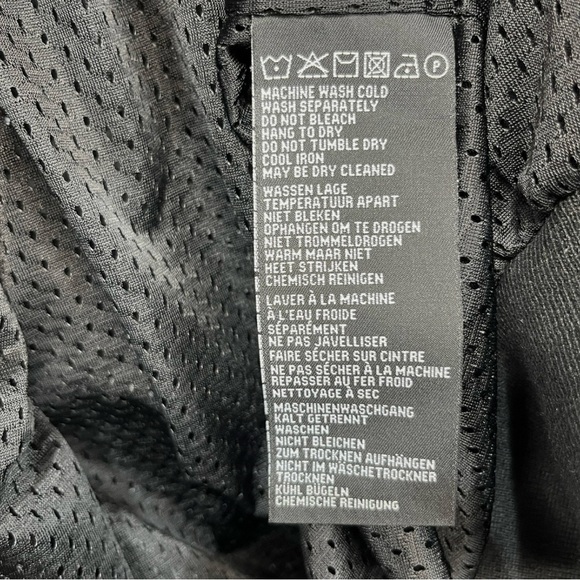 P
MACHINE WASH COLD
WASH SEPARATELY
DO NOT BLEACH
HANG TO DRY
DO NOT TUMBLE DRY
COOL IRON
MAY BE DRY CLEANED
WASSEN LAGE
TEMPERATUUR APART
NIET BLEKEN
OPHANGEN OM TE DROGEN
NIET TROMMELDROGEN
WARM MAAR NIET
HEET STRIJKEN
CHEMISCH REINIGEN
LAVER À LA MACHINE
À L'EAU FROIDE
SÉPARÉMENT
NE PAS JAVELLISER
FAIRE SÉCHER SUR CINTRE
NE PAS SÉCHER À LA MACHINE
REPASSER AU FER FROID
NETTOYAGE À SEC
MASCHINENWASCHGANG
KALT GETRENNT
WASCHEN
NICHT BLEICHEN
ZUM TROCKNEN AUFHÄNGEN
NICHT IM WÄSCHETROCKNER
TROCKNEN
KÜHL BÜGELN
CHEMISCHE REINIGUNG